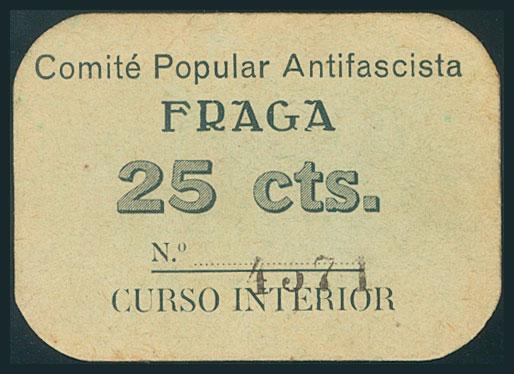 Comité Popular Antifascista
FRAGA
25 cts.
N.º 4571
CURSO INTERIOR